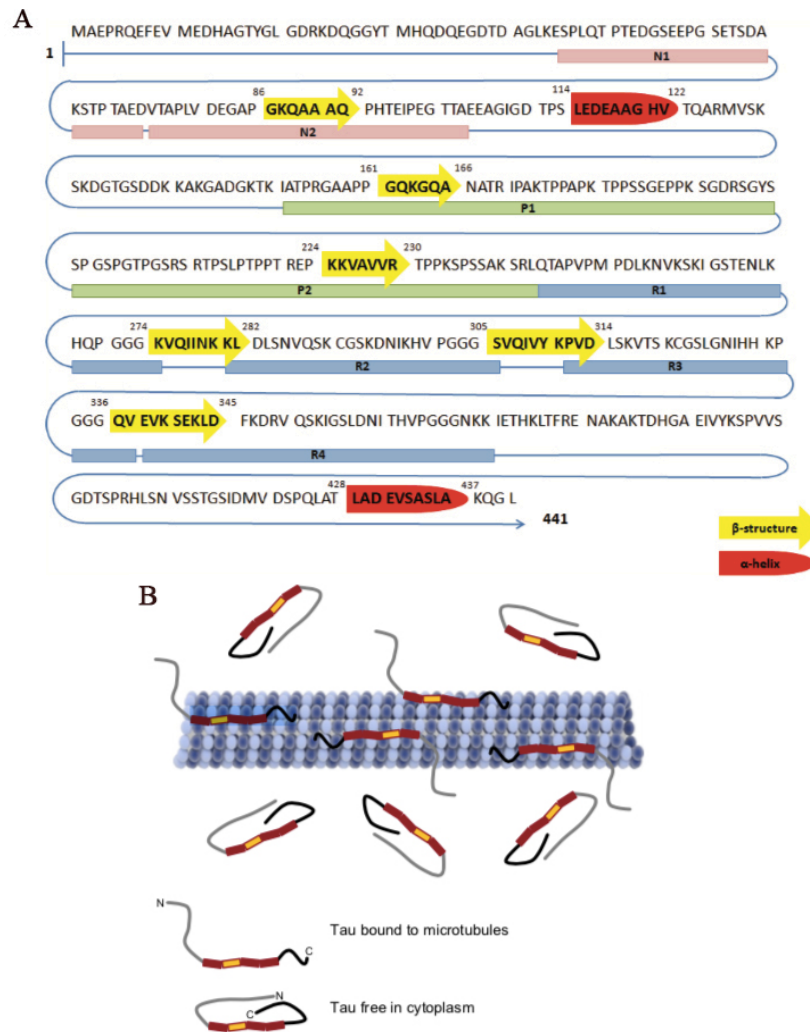 A
MAEPRQEFEV MEDHAGTYGL GDRKDQGGYT MHQDQEGDTD AGLKESPLQT PTEDGSEEPG SETSDA
1
N1
86 92 114 122
KSTPTAEDVTAPLVDEGAP GKQAA AQ PHTEIPEG TTAEEAGIGD TPS LEDEAAG HV TQARMVSK
N2
161 166
SKDGTGSDDK KAKGADGKTK IATPRGAAPP GQKGQA NATR IPAKTPPAPK TPPSSGEPPK SGDRSGYS
P1
224 230
SP GSPGTPGSRS RTPSLPTPPT REP KKVAVVR TPPKSPSSAK SRLQTAPVPM PDLKNVKSKI GSTENLK
P2 R1
274 282 305 314
HQP GGG KVQIINK KL DLSNVQSK CGSKDNIKHV PGGG SVQIVY KPVD LSKVTS KCGSLGNIHH KP
R2 R3
336 345
GGG QV EVK SEKLD FKDRV QSKIGSLDNI THVPGGGNKK IETHKLTFRE NAKAKTDHGA EIVYKSPVVS
R4
428 437
GDTSPRHLSN VSSTGSIDMV DSPQLAT LAD EVSASLA KQG L
441
β-structure
α-helix
B
N
Tau bound to microtubules
C
N
C
Tau free in cytoplasm